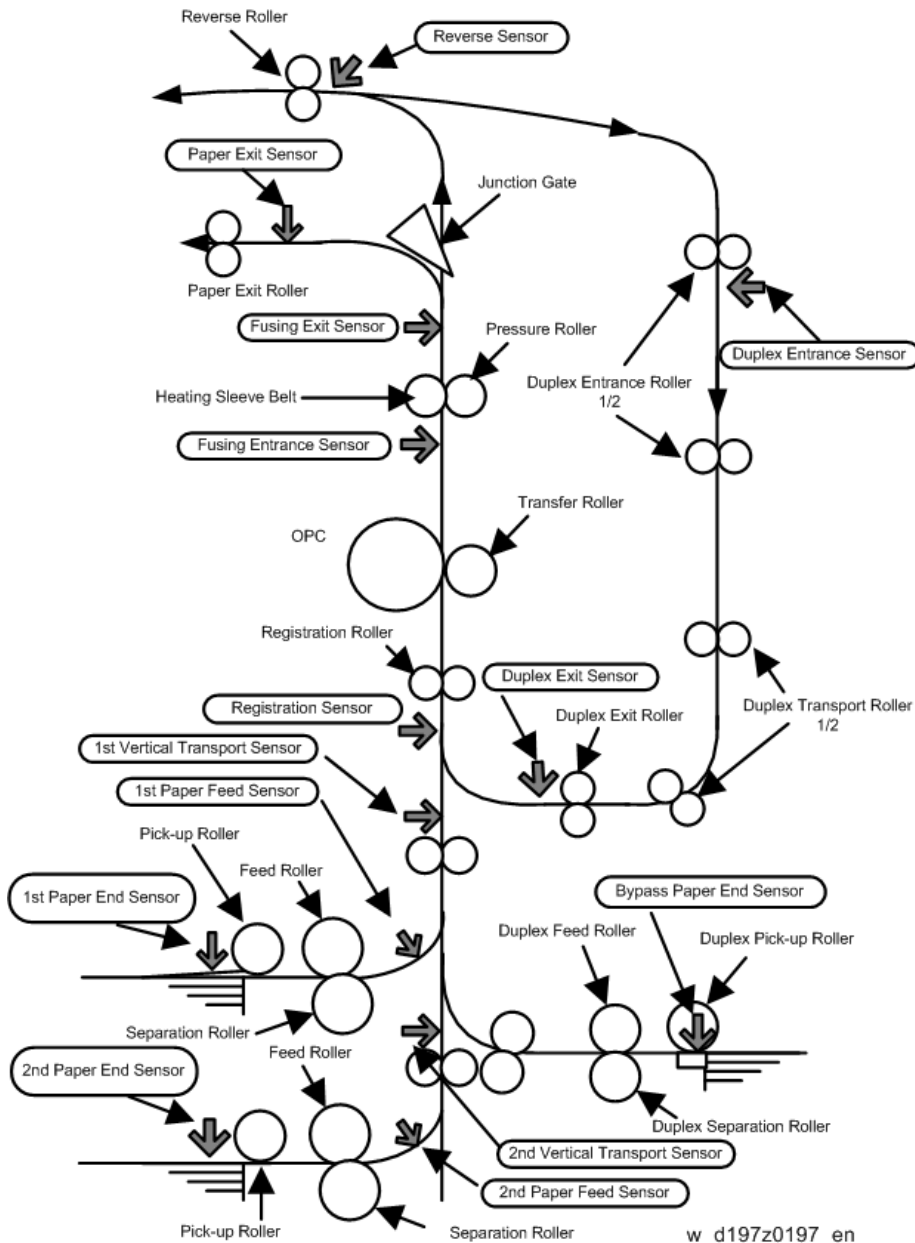 Reverse Roller
Reverse Sensor
Paper Exit Sensor
Junction Gate
Paper Exit Roller
Fusing Exit Sensor
Pressure Roller
Duplex Entrance Sensor
Duplex Entrance Roller
1/2
Heating Sleeve Belt
Fusing Entrance Sensor
Transfer Roller
OPC
Registration Roller
Duplex Exit Sensor
Registration Sensor
Duplex Exit Roller
Duplex Transport Roller
1/2
1st Vertical Transport Sensor
1st Paper Feed Sensor
Pick-up Roller
Feed Roller
1st Paper End Sensor
Bypass Paper End Sensor
Duplex Feed Roller
Duplex Pick-up Roller
Separation Roller
Feed Roller
2nd Paper End Sensor
Duplex Separation Roller
2nd Vertical Transport Sensor
2nd Paper Feed Sensor
Pick-up Roller
Separation Roller
w_d197z0197_en